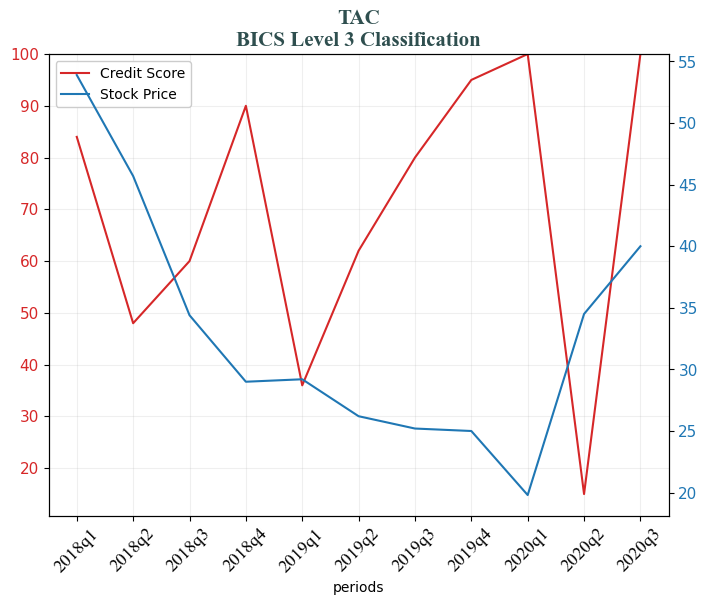 TAC
BICS Level 3 Classification
Credit Score
Stock Price
100
90
80
70
60
50
40
30
20
55
50
45
40
35
30
25
20
2018q1
2018q2
2018q3
2018q4
2019q1
2019q2
2019q3
2019q4
2020q1
2020q2
2020q3
periods